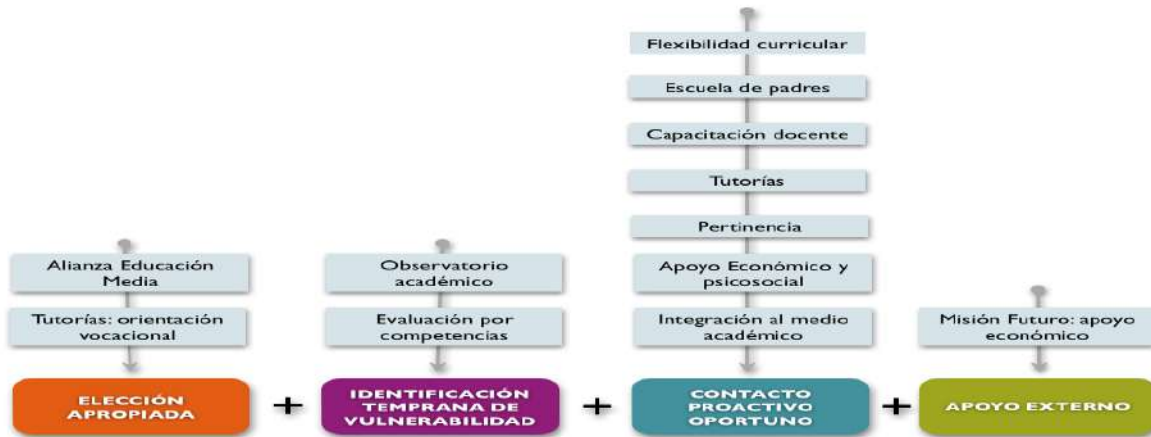 Flexibilidad curricular
Escuela de padres
Capacitación docente
Tutorías
Pertinencia
Alianza Educación
Media
Observatorio
académico
Apoyo Económico y
psicosocial
Tutorías: orientación
vocacional
Evaluación por
competencias
Integración al medio
académico
Misión Futuro: apoyo
económico
ELECCIÓN
APROPIADA
+
IDENTIFICACIÓN
TEMPRANA DE
VULNERABILIDAD
+
CONTACTO
PROACTIVO
OPORTUNO
+
APOYO EXTERNO